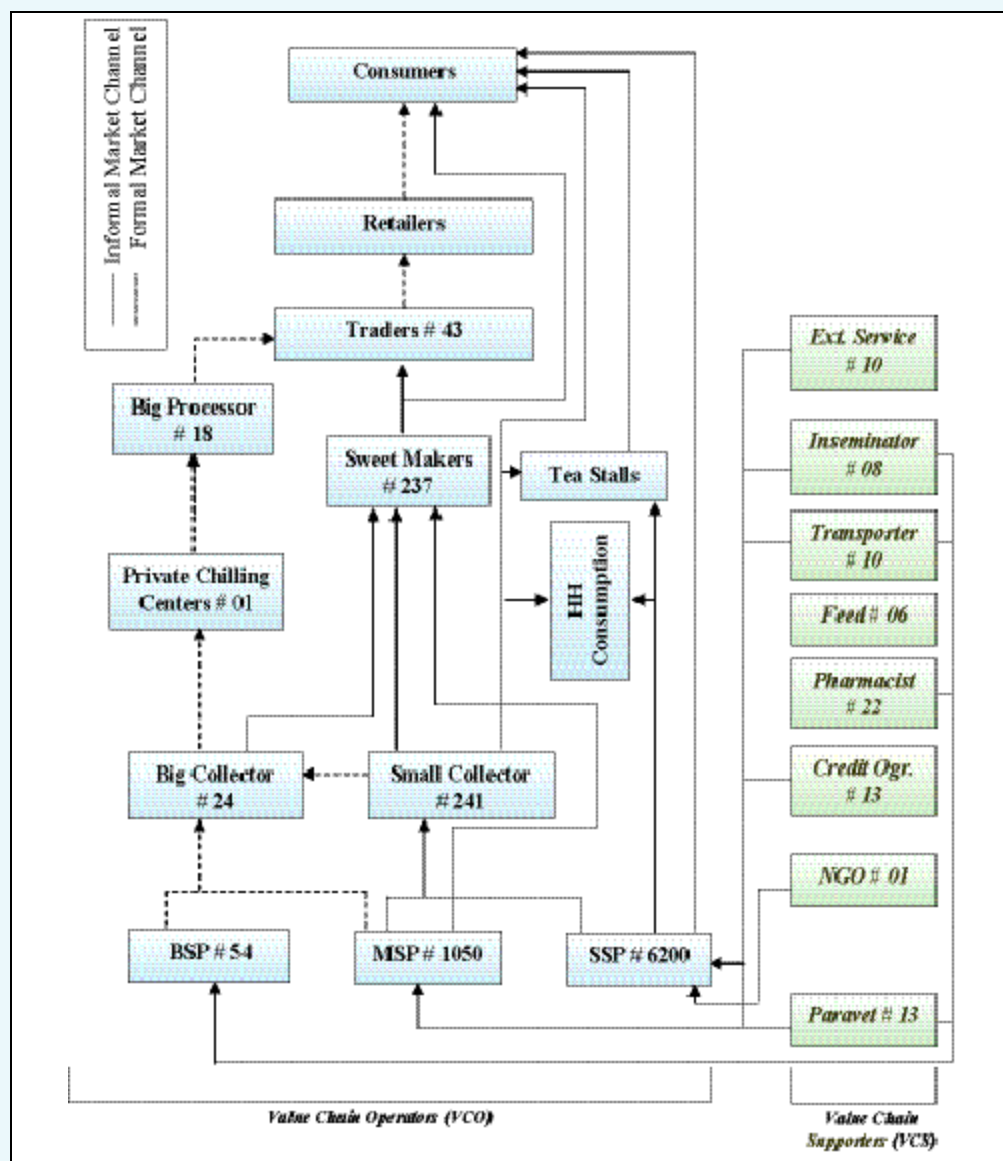 Informal Market Channel
Formal Market Channel
Consumers
Retailers
Traders # 43
Big Processor
# 18
Sweet Makers
# 237
Tea Stalls
HH
Consumption
Private Chilling
Centers # 01
Big Collector
# 24
Small Collector
# 241
BSP # 54
MSP # 1050
SSP # 6200
Ext. Service
# 10
Inseminator
# 08
Transporter
# 10
Feed # 06
Pharmacist
# 22
Credit Ogr.
# 13
NGO # 01
Paravet # 13
Value Chain Operators (VCO)
Value Chain
Supporters (VCS)